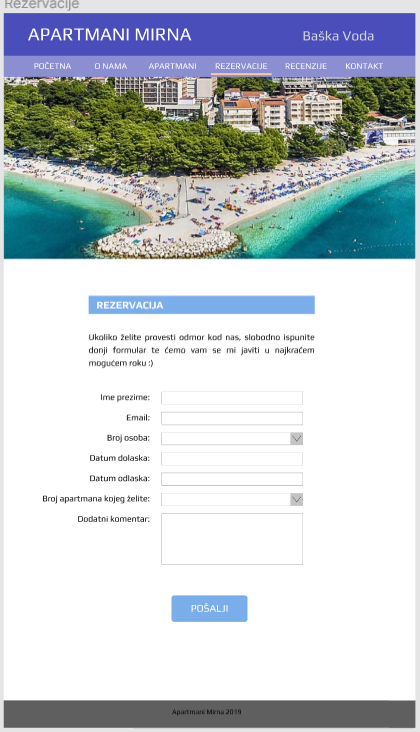 Rezervacije
APARTMANI MIRNA
Baška Voda
POČETNA O NAMA APARTMANI REZERVACIJE RECENZIJE KONTAKT
REZERVACIJA
Ukoliko želite provesti odmor kod nas, slobodno ispunite
donji formular te ćemo vam se mi javiti u najkraćem
mogućem roku :)
Ime prezime:
Email:
Broj osoba:
Datum dolaska:
Datum odlaska:
Broj apartmana kojeg želite:
Dodatni komentar:
POŠALJI
Apartmani Mirna 2019